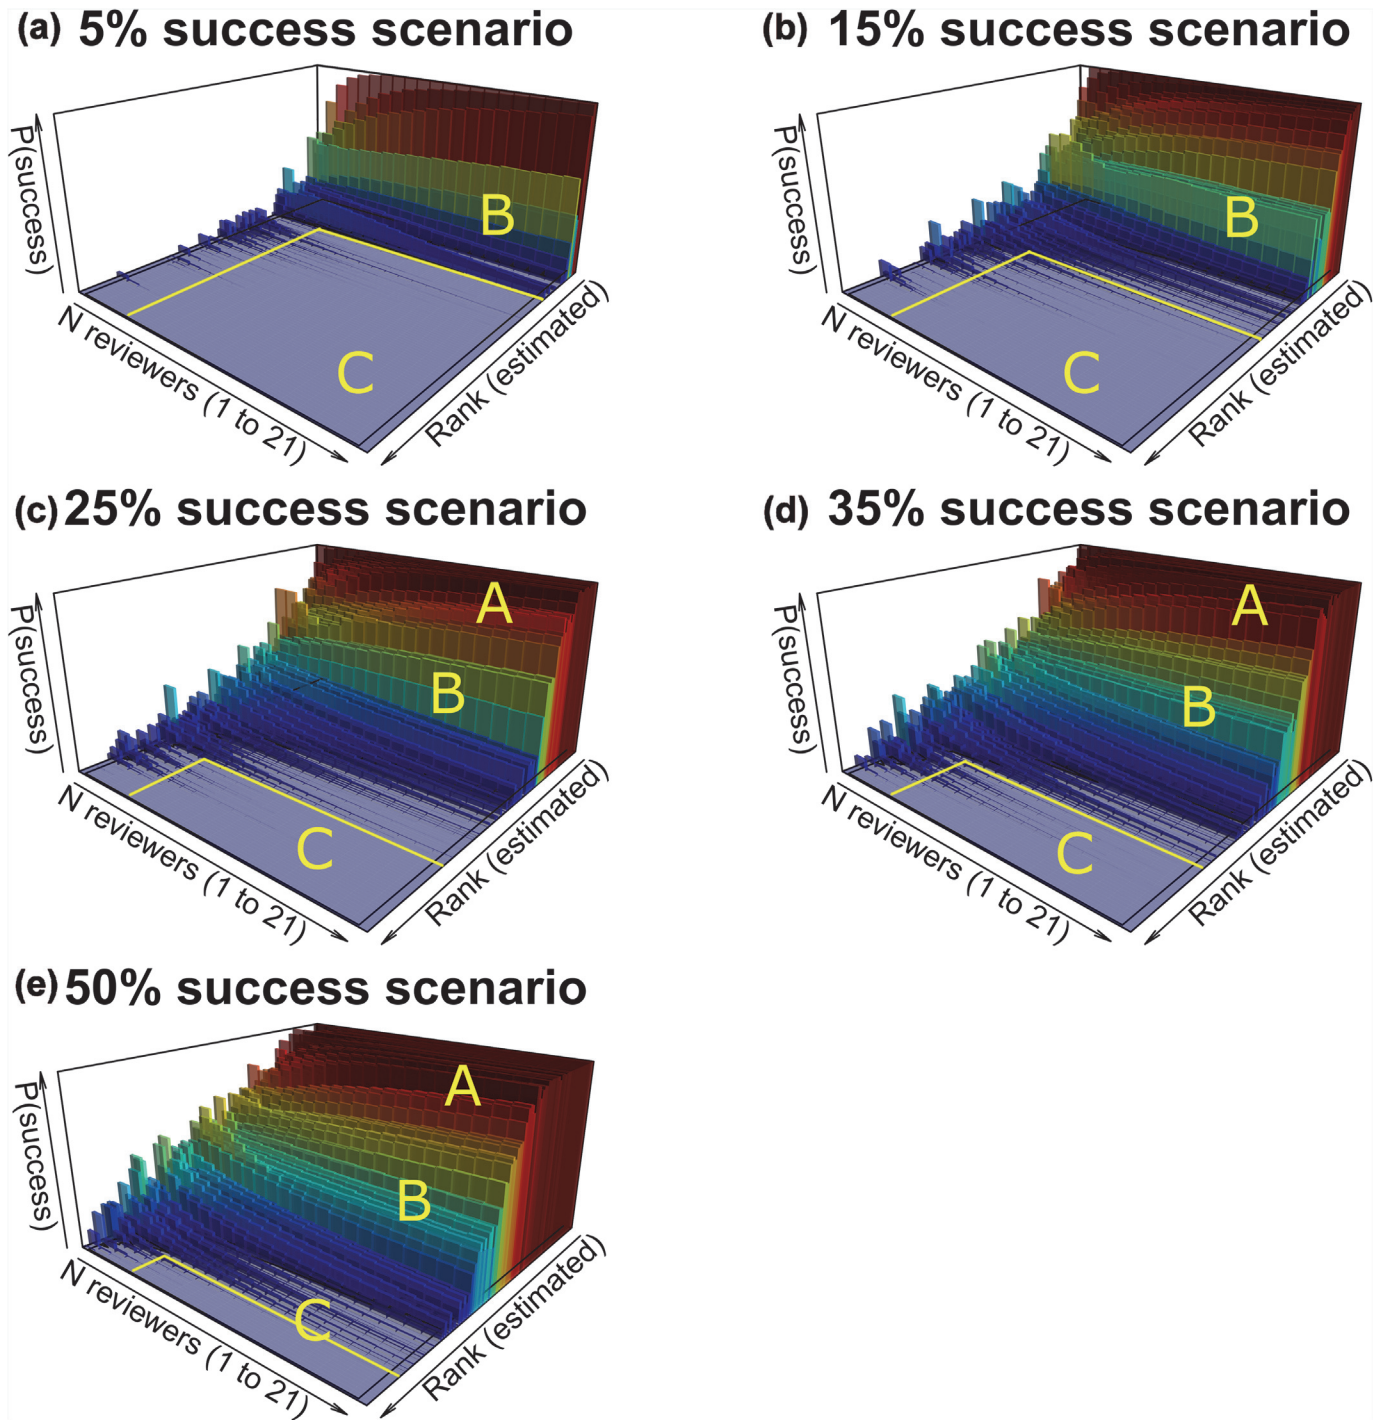 (a) 5% success scenario
P(success)
B
C
N reviewers (1 to 21)
Rank (estimated)
(b) 15% success scenario
P(success)
B
C
N reviewers (1 to 21)
Rank (estimated)
(c) 25% success scenario
P(success)
A
B
C
N reviewers (1 to 21)
Rank (estimated)
(d) 35% success scenario
P(success)
A
B
C
N reviewers (1 to 21)
Rank (estimated)
(e) 50% success scenario
P(success)
A
B
C
N reviewers (1 to 21)
Rank (estimated)